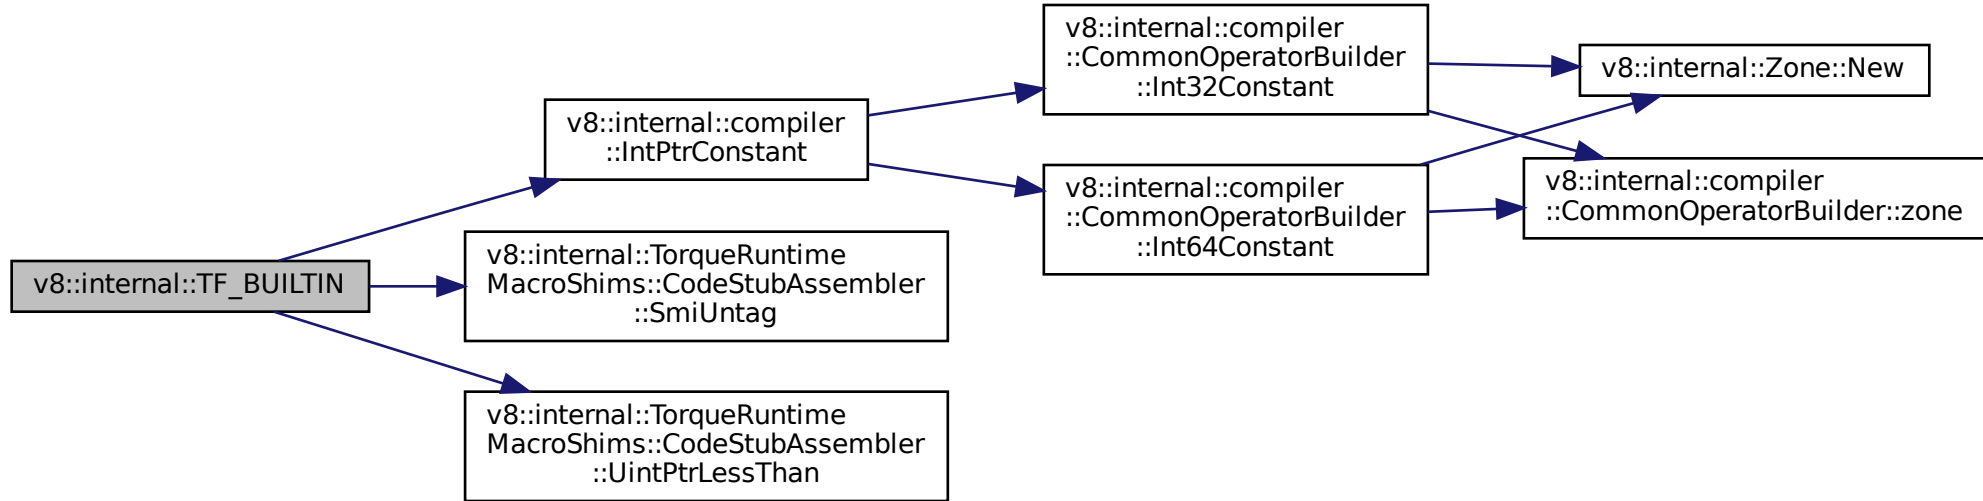 v8::internal::TF_BUILTIN
v8::internal::compiler
::IntPtrConstant
v8::internal::TorqueRuntime
MacroShims::CodeStubAssembler
::SmiUntag
v8::internal::TorqueRuntime
MacroShims::CodeStubAssembler
::UintPtrLessThan
v8::internal::compiler
::CommonOperatorBuilder
::Int32Constant
v8::internal::compiler
::CommonOperatorBuilder
::Int64Constant
v8::internal::Zone::New
v8::internal::compiler
::CommonOperatorBuilder::zone